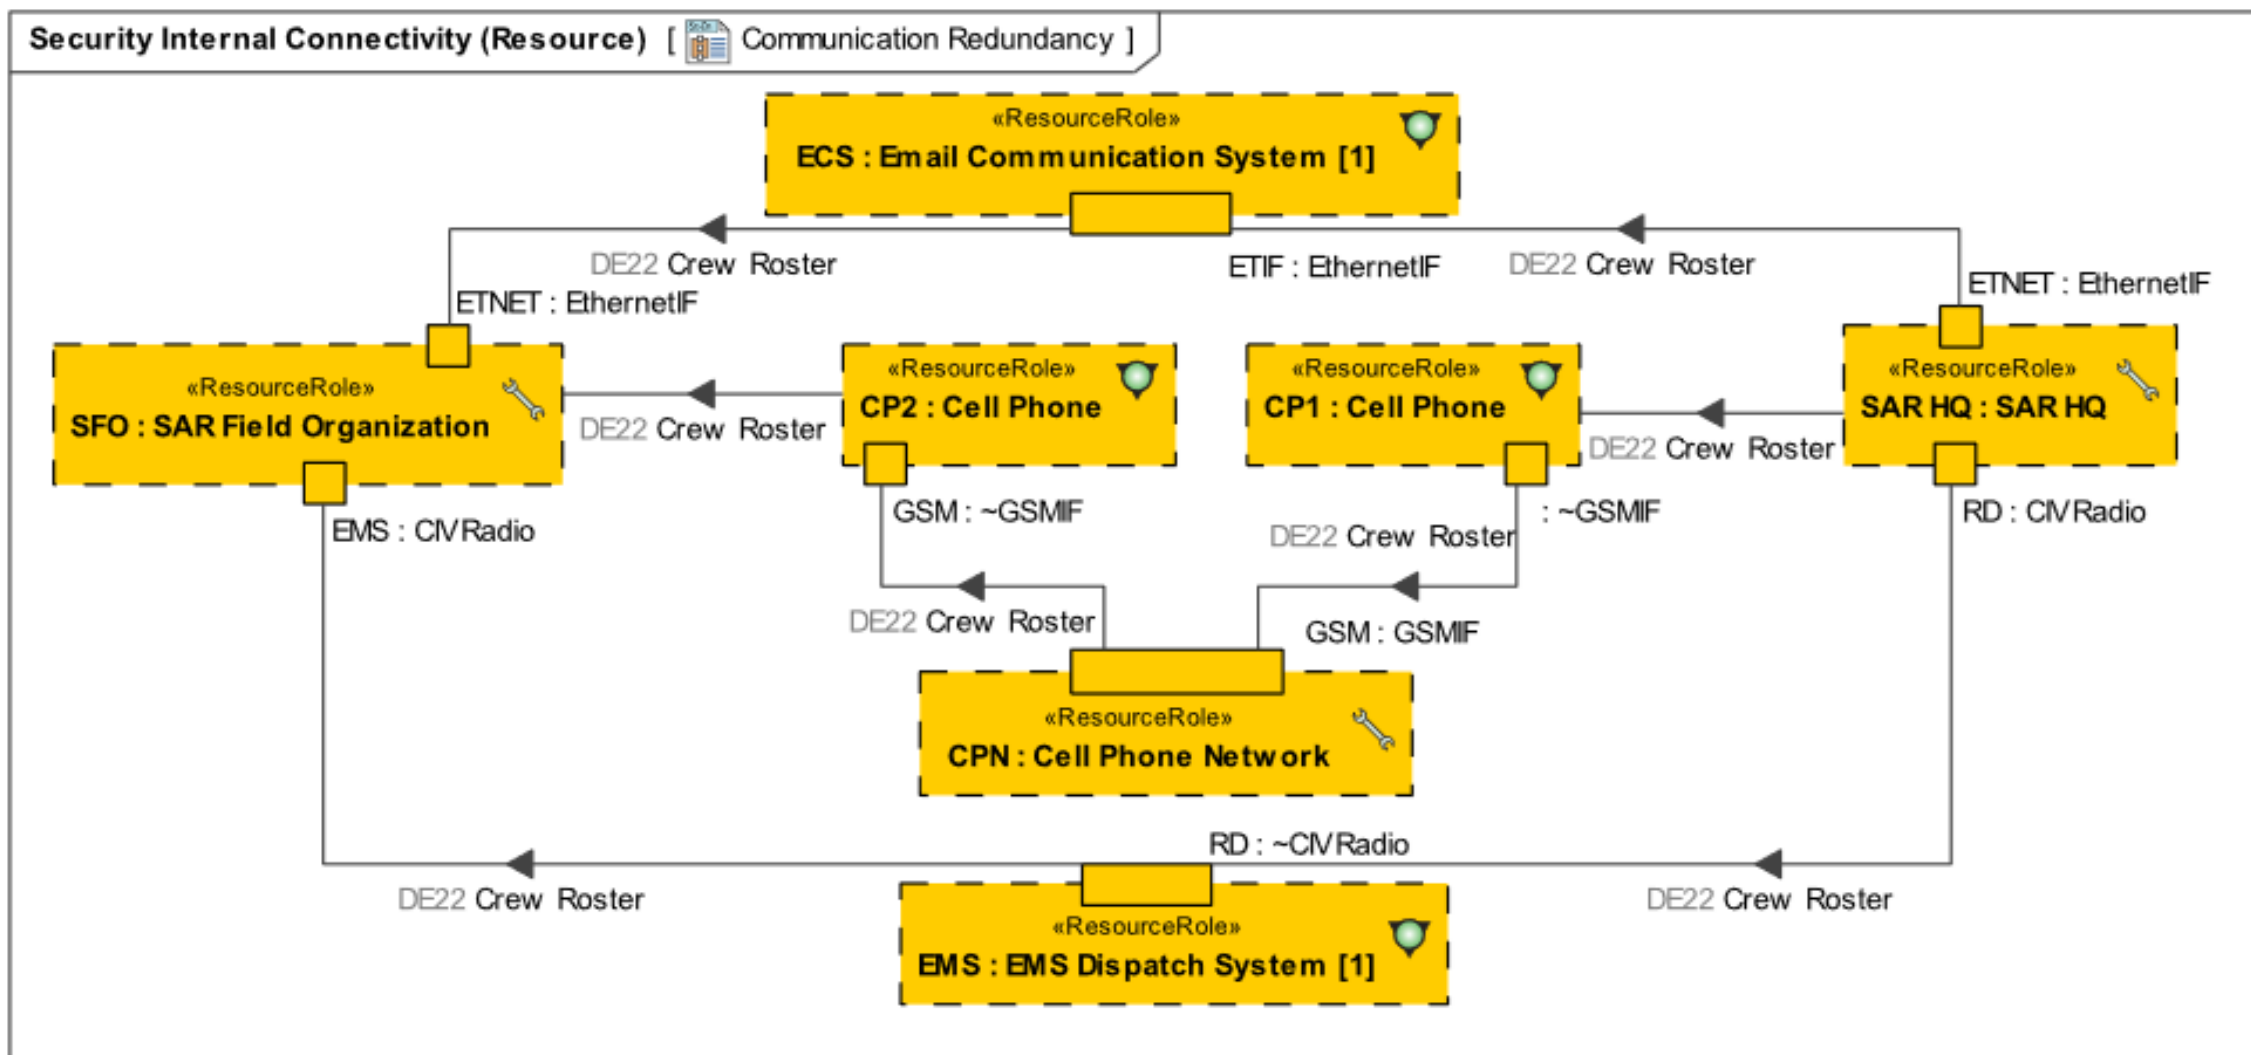 Security Internal Connectivity (Resource) [ Communication Redundancy ]
«ResourceRole»
ECS : Email Communication System [1]
DE22 Crew Roster
ETIF : EthernetIF
DE22 Crew Roster
ETNET : EthernetIF
ETNET : EthernetIF
«ResourceRole»
SFO : SAR Field Organization
DE22 Crew Roster
«ResourceRole»
CP2 : Cell Phone
«ResourceRole»
CP1 : Cell Phone
DE22 Crew Roster
«ResourceRole»
SAR HQ : SAR HQ
EMS : CIVRadio
GSM : ~GSMIF
DE22 Crew Roster
: ~GSMIF
RD : CIVRadio
DE22 Crew Roster
GSM : GSMIF
«ResourceRole»
CPN : Cell Phone Network
RD : ~CIVRadio
DE22 Crew Roster
DE22 Crew Roster
«ResourceRole»
EMS : EMS Dispatch System [1]